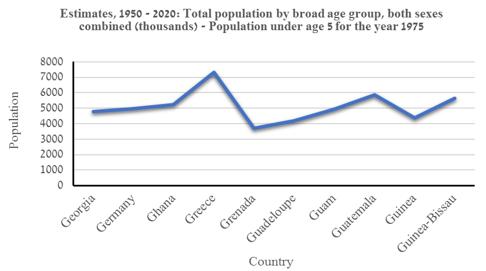 Estimates, 1950 - 2020: Total population by broad age group, both sexes
combined (thousands) - Population under age 5 for the year 1975
Population
8000
7000
6000
5000
4000
3000
2000
1000
0
Georgia
Germany
Ghana
Greece
Grenada
Guadeloupe
Guam
Guatemala
Guinea
Guinea-Bissau
Country